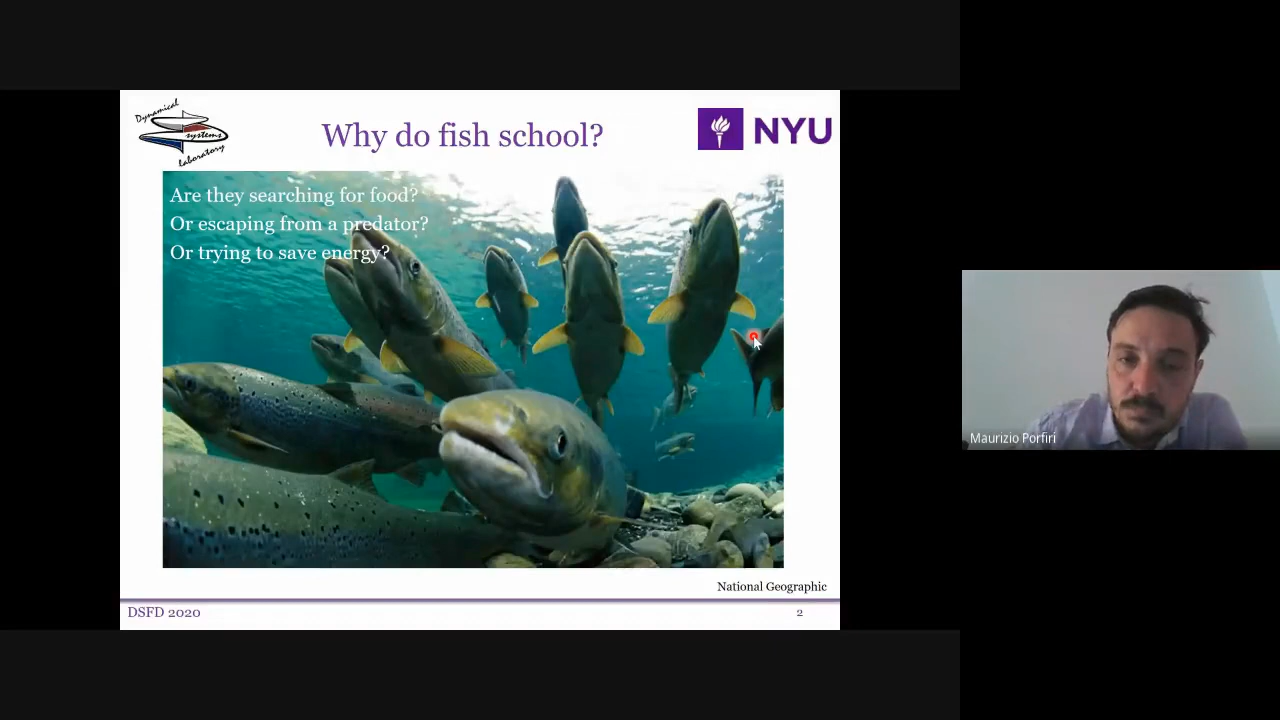 Dynamical
systems
laboratory
Why do fish school?
NYU
Are they searching for food?
Or escaping from a predator?
Or trying to save energy?
National Geographic
DSFD 2020
2
Maurizio Porfiri